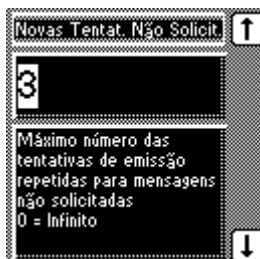 Novas Tentat. Não Solicit.
3
Máximo número das
tentativas de emissão
repetidas para mensagens
não solicitadas
0 = Infinito